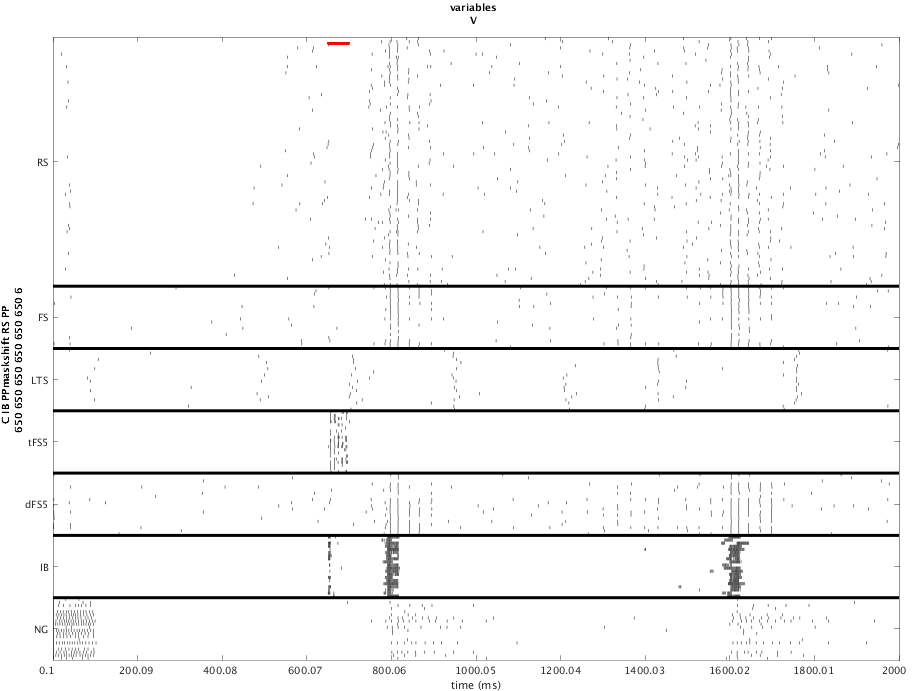 variables
V
RS
FS
LTS
tFS5
dFS5
IB
NG
C IB PPmaskshift RS PP
650 650 650 650 650 650 650 6
0.1 200.09 400.08 600.07 800.06 1000.05 1200.04 1400.03 1600.02 1800.01 2000
time (ms)